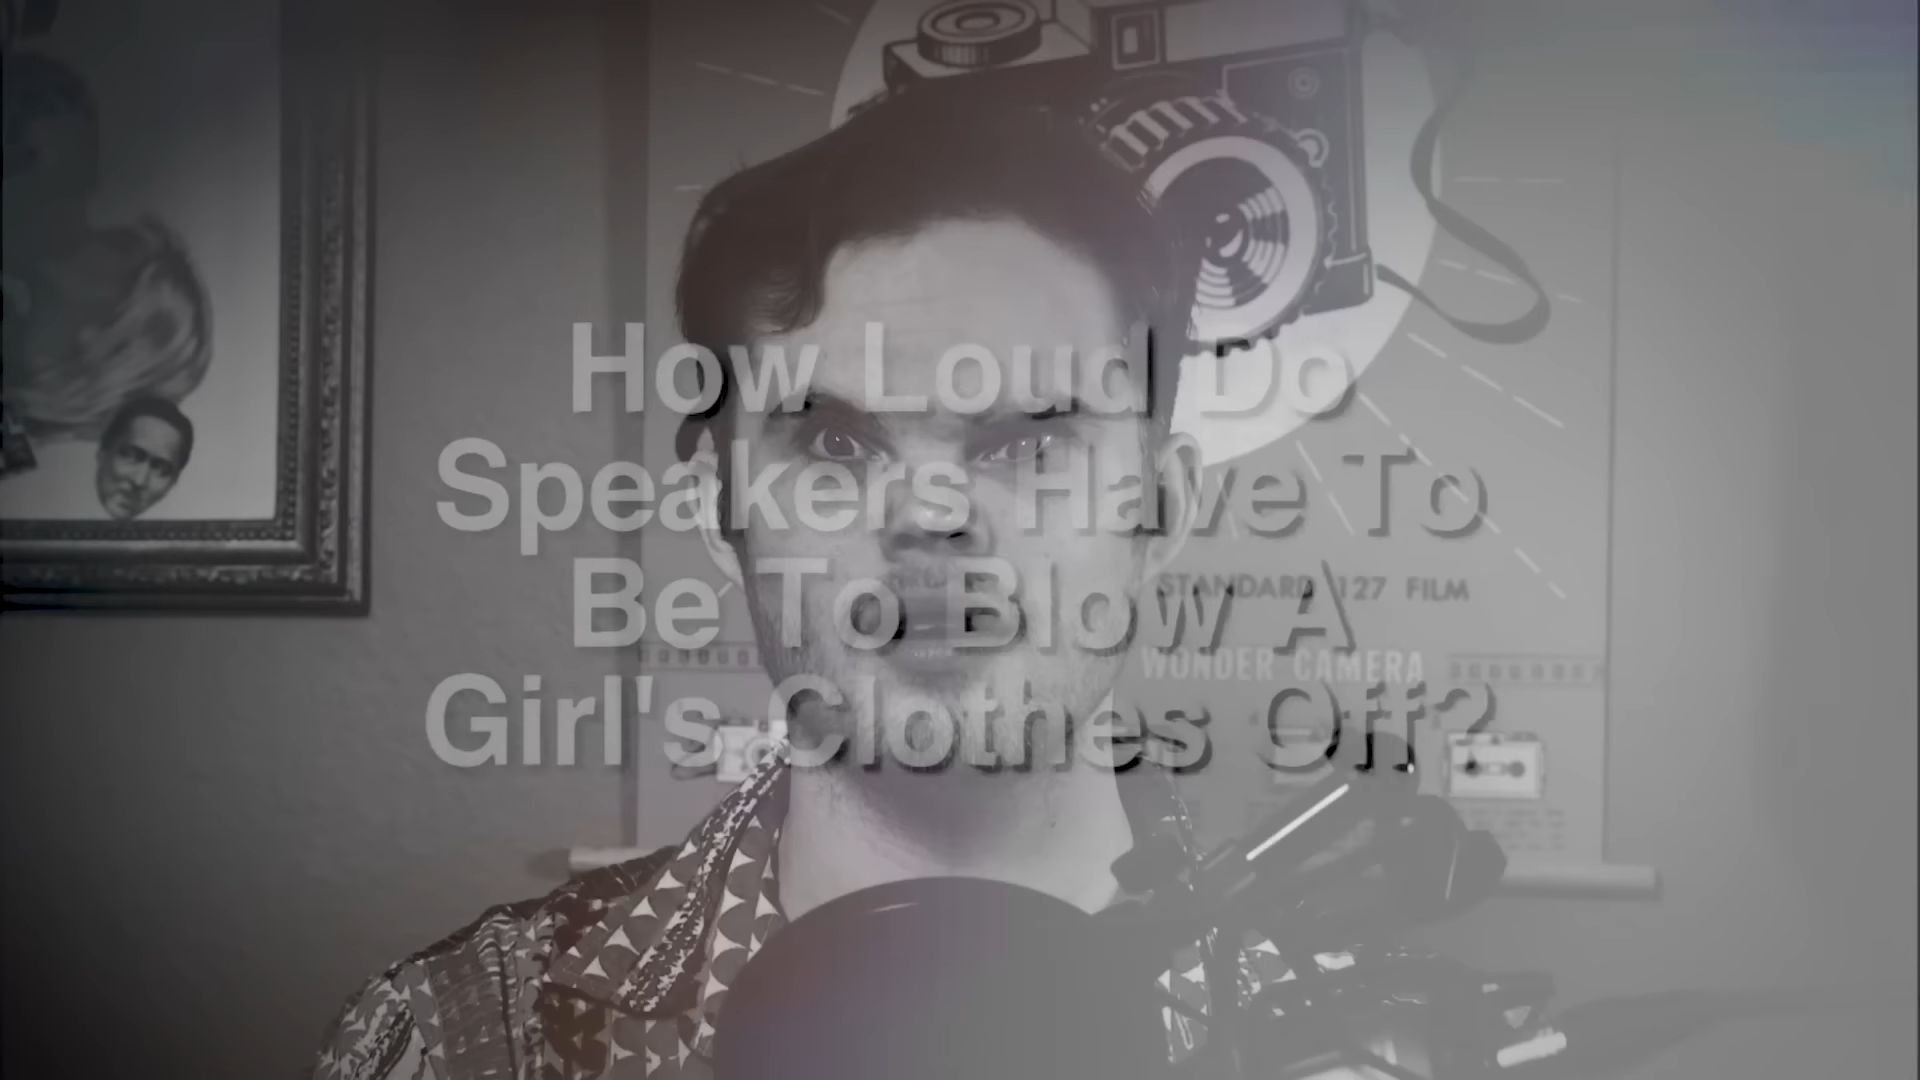 How Loud Do
Speakers Have To
Be To Blow A
Girl's Clothes Off?
STANDARD 127 FILM
WONDER CAMERA